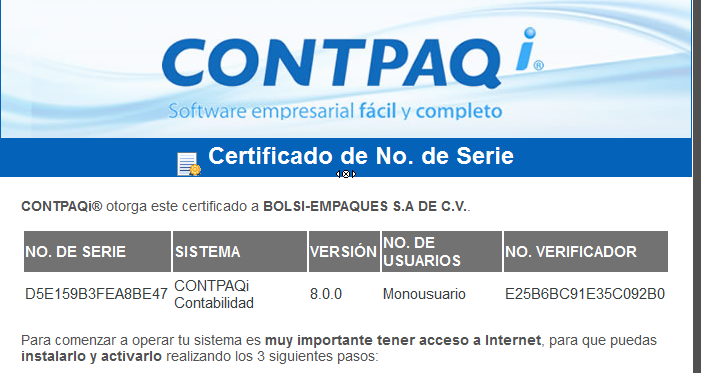 CONTPAQi®
Software empresarial fácil y completo
Certificado de No. de Serie
CONTPAQi® otorga este certificado a BOLSI-EMPAQUES S.A DE C.V..
NO. DE SERIE SISTEMA VERSIÓN NO. DE USUARIOS NO. VERIFICADOR
D5E159B3FEA8BE47 CONTPAQi Contabilidad 8.0.0 Monousuario E25B6BC91E35C092B0
Para comenzar a operar tu sistema es muy importante tener acceso a Internet, para que puedas
instalarlo y activarlo realizando los 3 siguientes pasos: